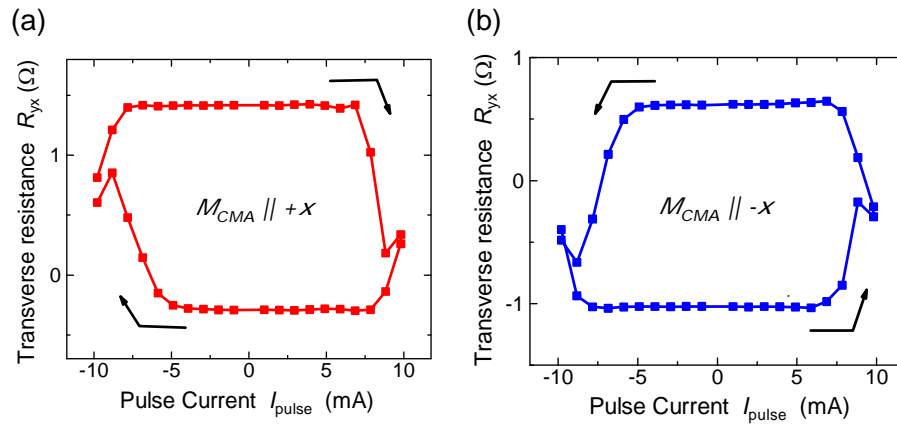 (a)
Transverse resistance R_yx (Ω)
1
0
M_CMA || +x
-10 -5 0 5 10
Pulse Current I_pulse (mA)
(b)
Transverse resistance R_yx (Ω)
1
0
-1
M_CMA || -x
-10 -5 0 5 10
Pulse Current I_pulse (mA)